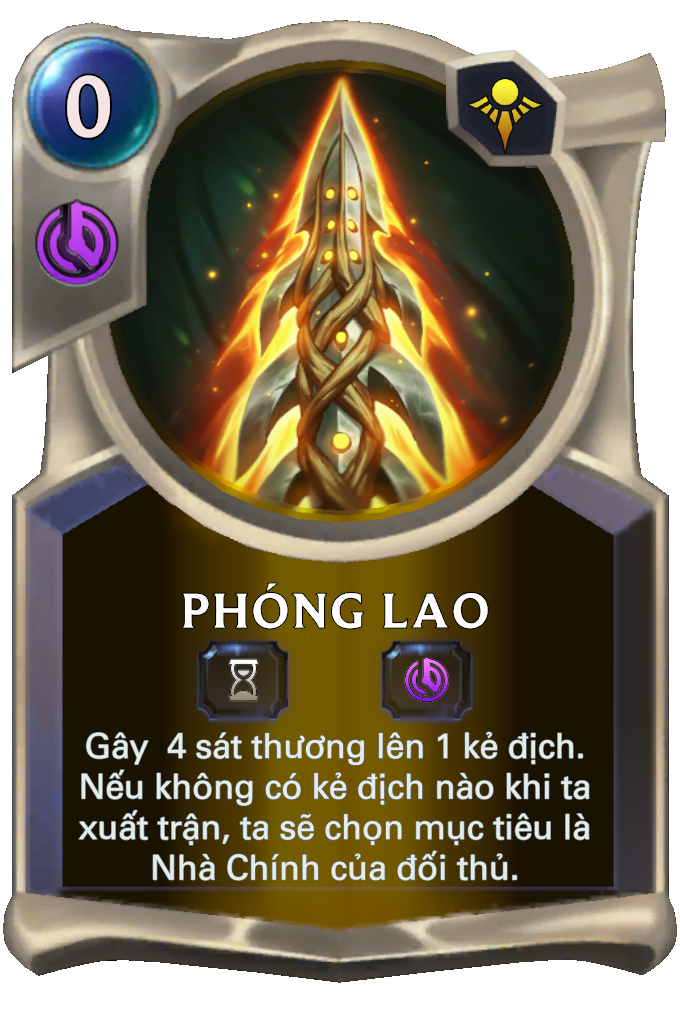 0
PHÓNG LAO
Gây 4 sát thương lên 1 kẻ địch.
Nếu không có kẻ địch nào khi ta
xuất trận, ta sẽ chọn mục tiêu là
Nhà Chính của đối thủ.